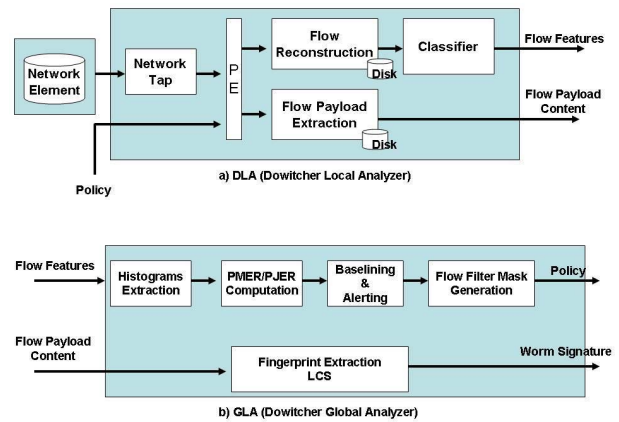 Network
Element
Network
Tap
P
E
Flow
Reconstruction
Disk
Classifier
Flow Features
Flow Payload
Extraction
Disk
Flow Payload
Content
Policy
a) DLA (Dowitcher Local Analyzer)
Flow Features
Histograms
Extraction
PMER/PJER
Computation
Baselining
&
Alerting
Flow Filter Mask
Generation
Policy
Flow Payload
Content
Fingerprint Extraction
LCS
Worm Signature
b) GLA (Dowitcher Global Analyzer)